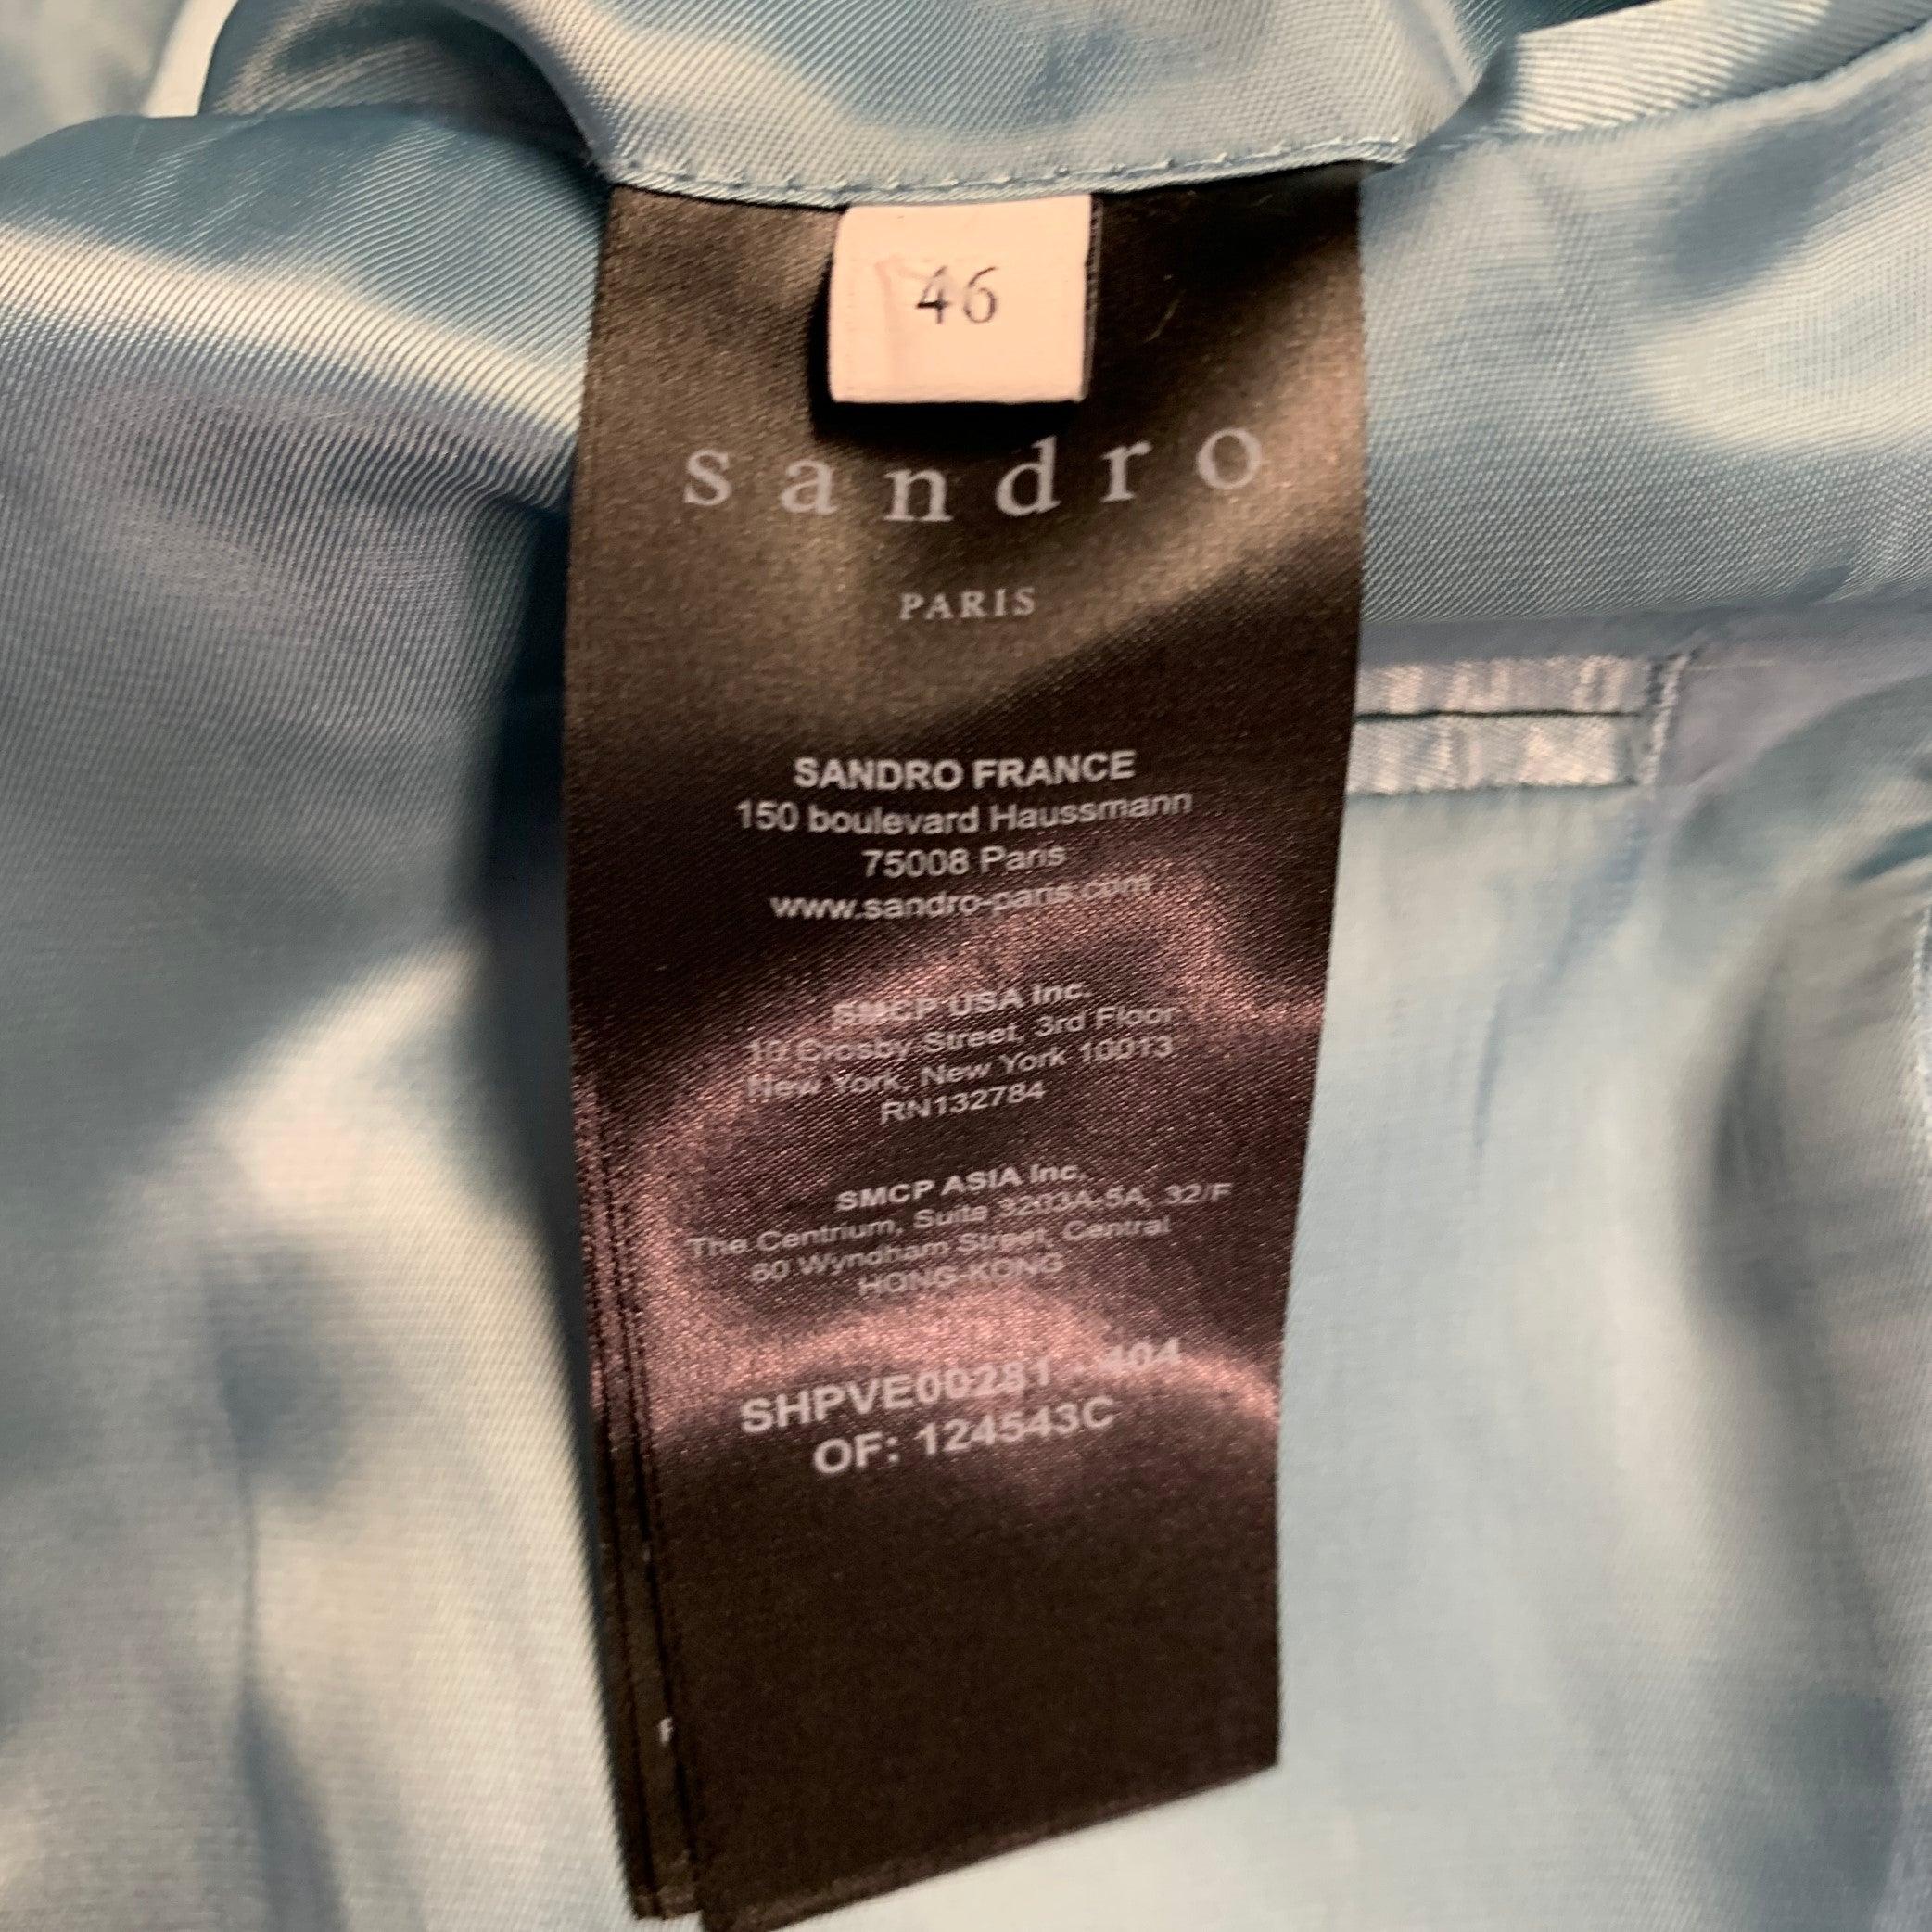 46
sandro
PARIS
SANDRO FRANCE
150 boulevard Haussmann
75008 Paris
www.sandro-paris.com
SMCP USA Inc.
10 Crosby Street, 3rd Floor
New York, New York 10013
RN132784
SMCP ASIA Inc.
The Centrium, Suite 3203A-5A, 32/F
60 Wyndham Street, Central
HONG-KONG
SHPVE00281 - 404
OF: 124543C